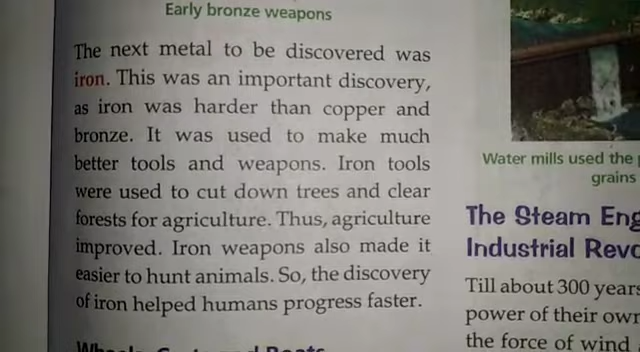 Early bronze weapons
The next metal to be discovered was
iron. This was an important discovery,
as iron was harder than copper and
bronze. It was used to make much
better tools and weapons. Iron tools
were used to cut down trees and clear
forests for agriculture. Thus, agriculture
improved. Iron weapons also made it
easier to hunt animals. So, the discovery
of iron helped humans progress faster.
Wheels, Carts and Boats
Water mills used the
grains
The Steam Eng
Industrial Revo
Till about 300 years
power of their own
the force of wind